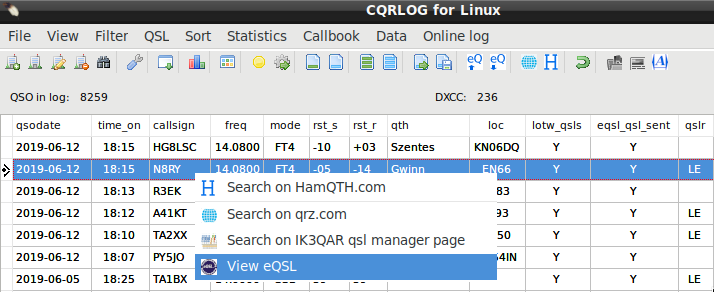 CQRLOG for Linux
File View Filter QSL Sort Statistics Callbook Data Online log
eQ eQ H (A)
QSO in log: 8259 DXCC: 236
qsodate time_on callsign freq mode rst_s rst_r qth loc lotw_qsls eqsl_qsl_sent qslr
2019-06-12 18:15 HG8LSC 14.0800 FT4 -10 +03 Szentes KN06DQ Y Y
2019-06-12 18:15 N8RY 14.0800 FT4 -05 -14 Gwinn EN66 Y Y LE
H Search on HamQTH.com
2019-06-12 18:13 R3EK 83 Y Y
Search on qrz.com
2019-06-12 18:12 A41KT 93 Y Y LE
2019-06-12 18:10 TA2XX 50 Y Y LE
Search on IK3QAR qsl manager page
2019-06-12 18:07 PY5JO 4IN Y Y
View eQSL
2019-06-05 18:25 TA1BX Y Y LE